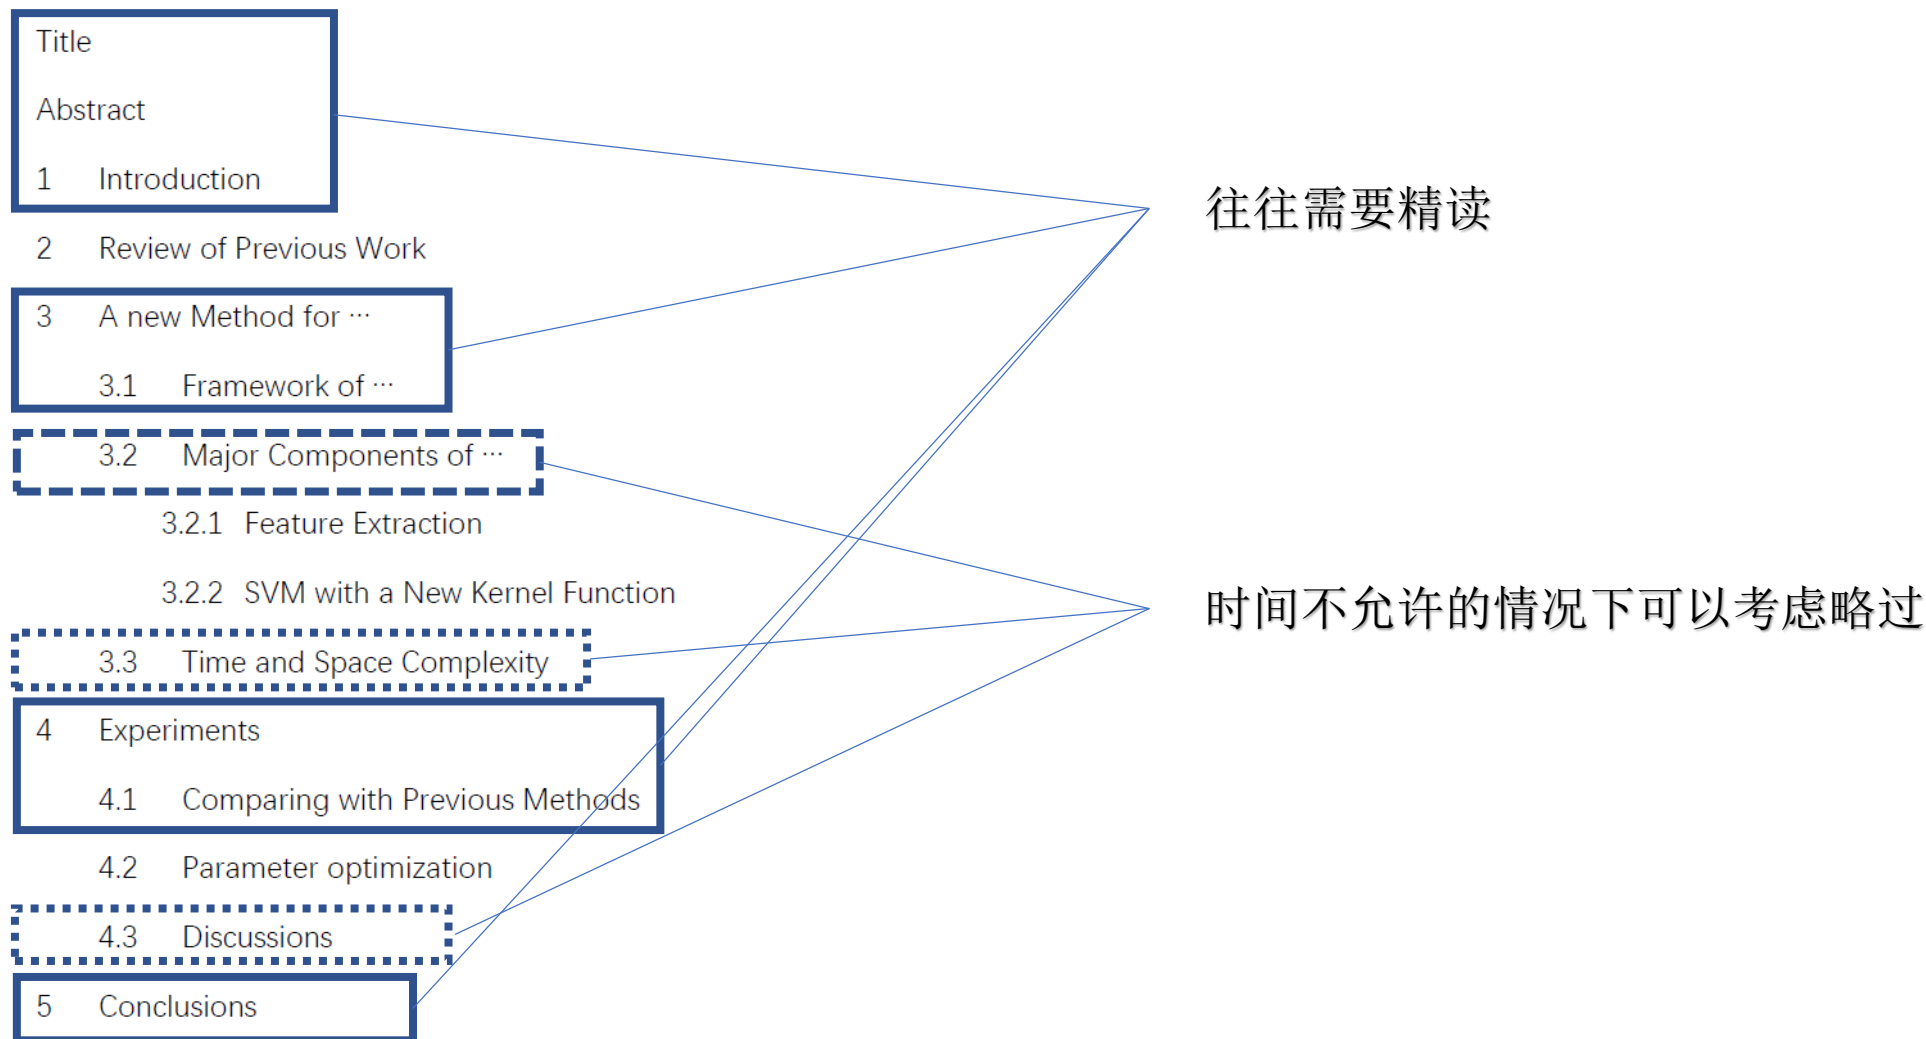 Title
Abstract
1 Introduction
往往需要精读
2 Review of Previous Work
3 A new Method for ···
3.1 Framework of ···
3.2 Major Components of ···
3.2.1 Feature Extraction
3.2.2 SVM with a New Kernel Function
时间不允许的情况下可以考虑略过
3.3 Time and Space Complexity
4 Experiments
4.1 Comparing with Previous Methods
4.2 Parameter optimization
4.3 Discussions
5 Conclusions